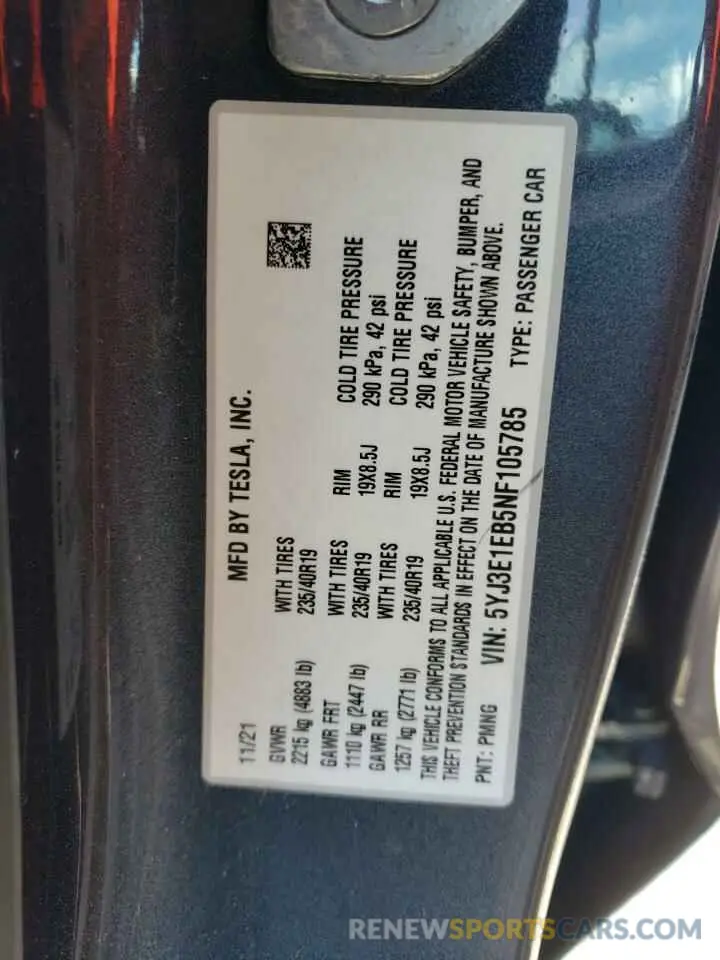 MFD BY TESLA, INC.
11/21
GVWR
2215 kg (4883 lb)
WITH TIRES
235/40R19
GAWR FRT
1110 kg (2447 lb)
WITH TIRES
235/40R19
RIM
19X8.5J
COLD TIRE PRESSURE
290 kPa, 42 psi
GAWR RR
1257 kg (2771 lb)
WITH TIRES
235/40R19
RIM
19X8.5J
COLD TIRE PRESSURE
290 kPa, 42 psi
THIS VEHICLE CONFORMS TO ALL APPLICABLE U.S. FEDERAL MOTOR VEHICLE SAFETY, BUMPER, AND
THEFT PREVENTION STANDARDS IN EFFECT ON THE DATE OF MANUFACTURE SHOWN ABOVE.
PNT: PMNG VIN: 5YJ3E1EB5NF105785 TYPE: PASSENGER CAR
RENEWSPORTSCARS.COM